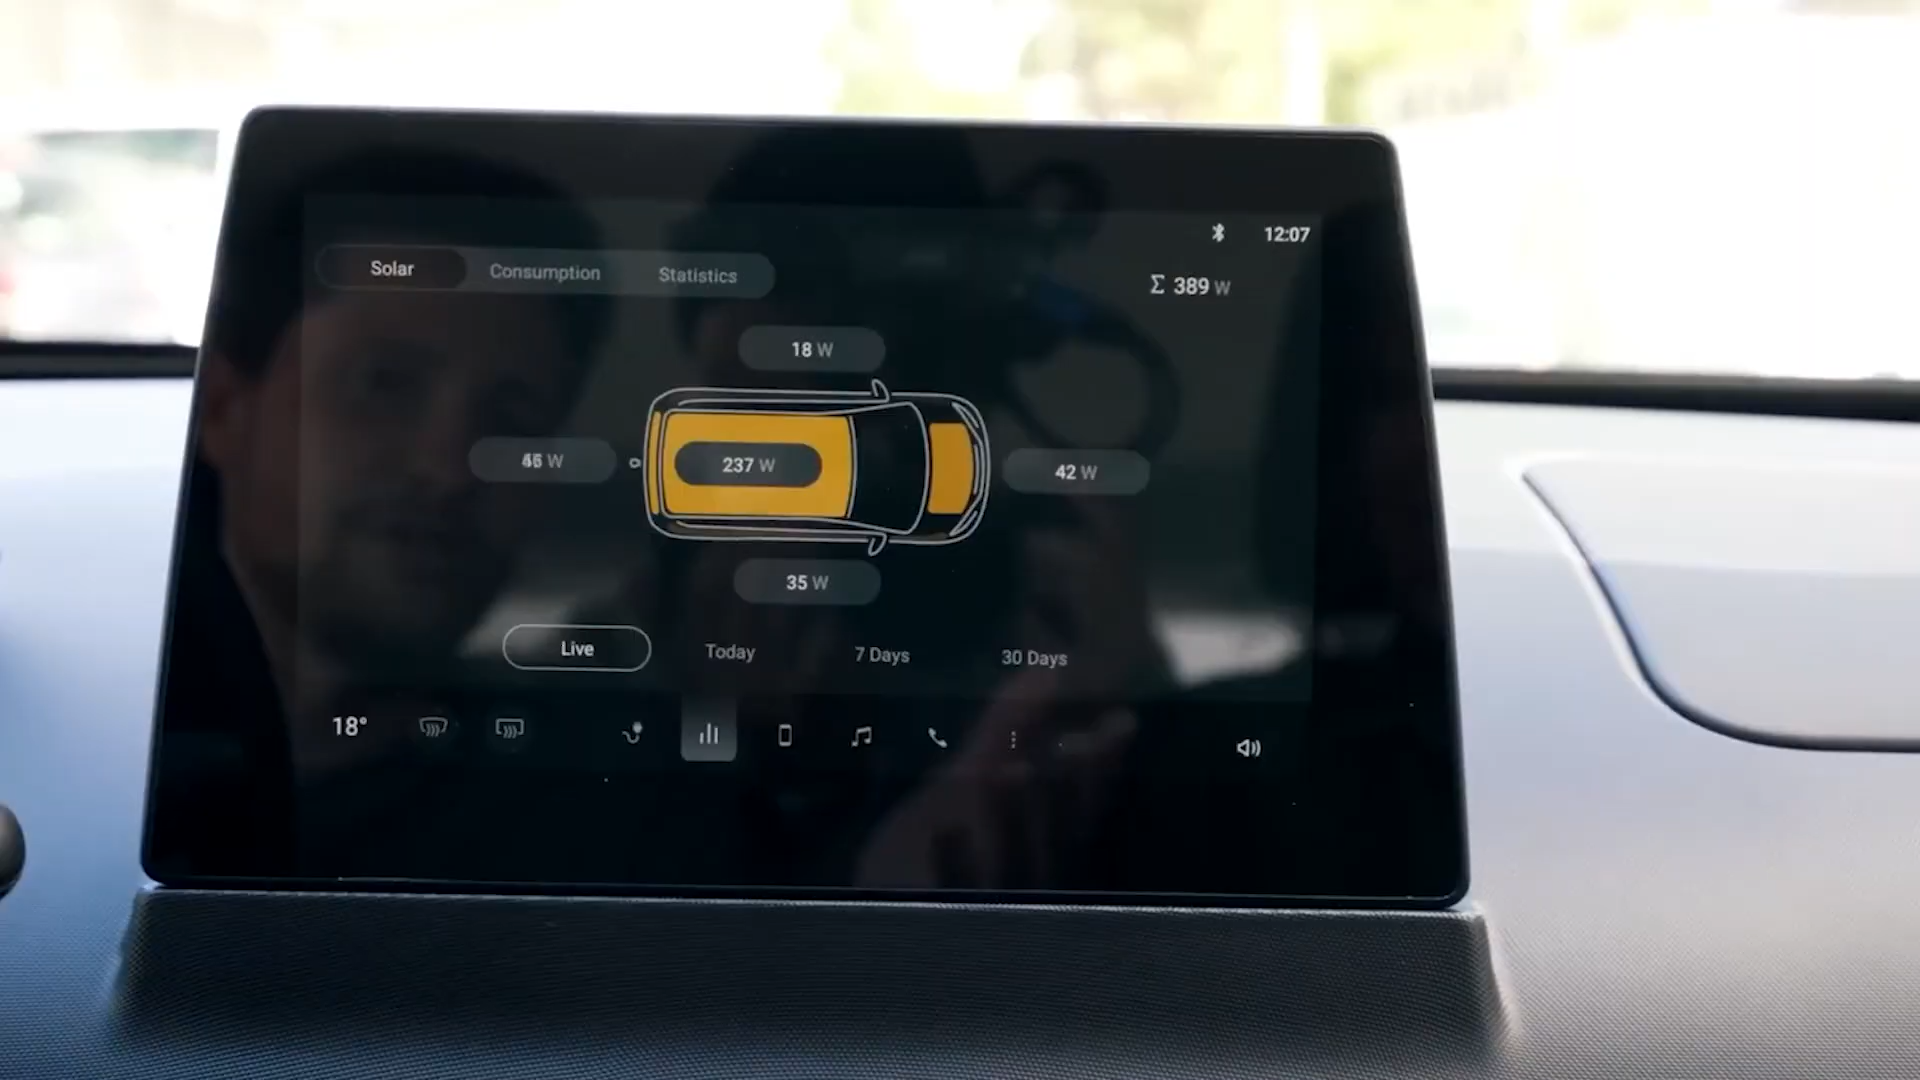 12:07
Solar Consumption Statistics
Σ 389 W
18 W
W 237 W 42 W
35 W
Live Today 7 Days 30 Days
18°